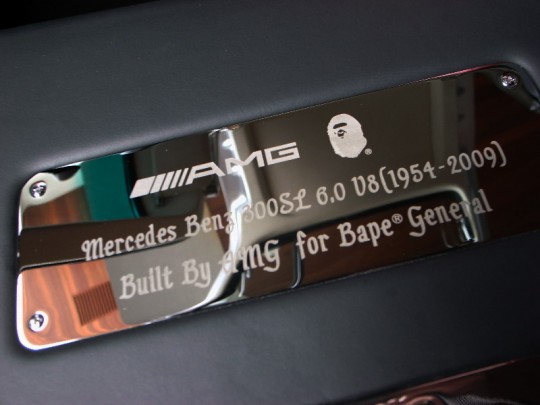 AMG
Mercedes Benz 300SL 6.0 V8(1954-2009)
Built By AMG for Bape® General